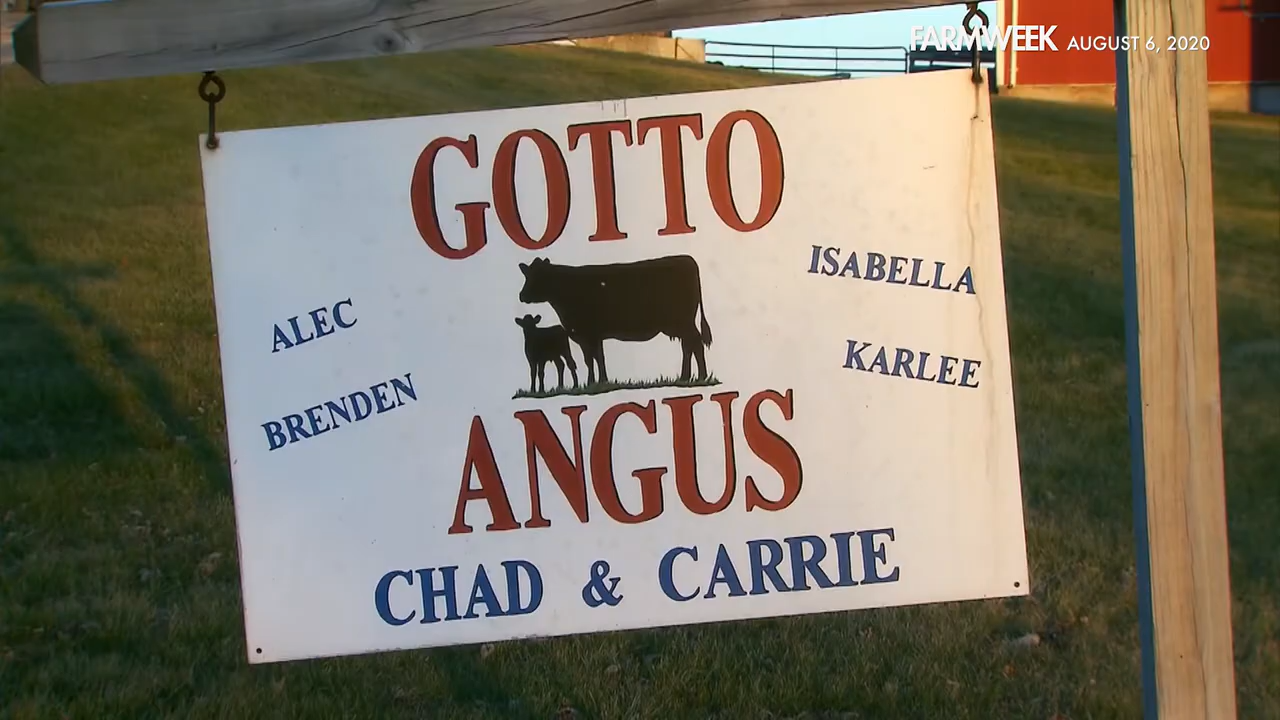 FARMWEEK AUGUST 6, 2020
GOTTO
ISABELLA
ALEC
KARLEE
BRENDEN
ANGUS
CHAD & CARRIE